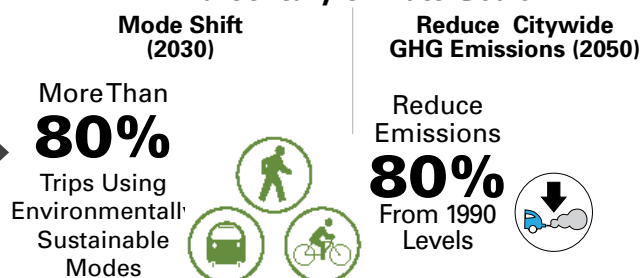 Mode Shift
(2030)
More Than
80%
Trips Using
Environmentally
Sustainable
Modes
Reduce Citywide
GHG Emissions (2050)
Reduce
Emissions
80%
From 1990
Levels